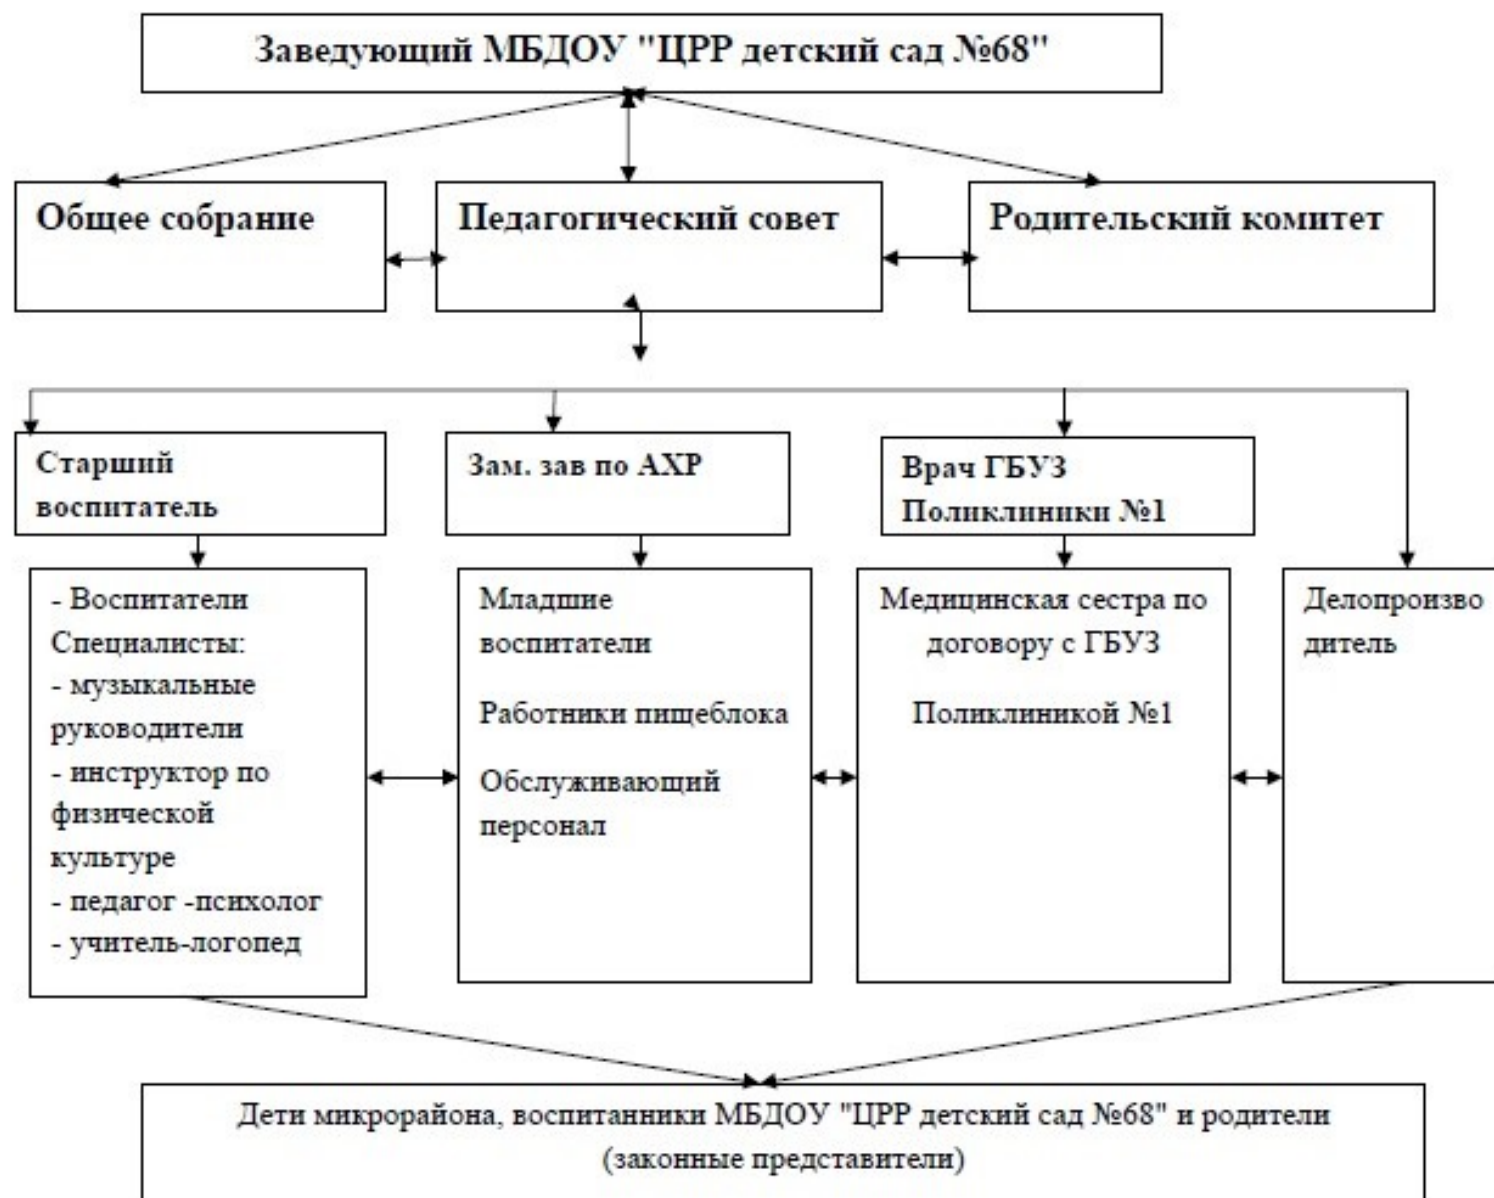 Заведующий МБДОУ "ЦРР детский сад №68"
Общее собрание
Педагогический совет
Родительский комитет
Старший
воспитатель
Зам. зав по АХР
Врач ГБУЗ
Поликлиники №1
- Воспитатели
Специалисты:
- музыкальные
руководители
- инструктор по
физической
культуре
- педагог -психолог
- учитель-логопед
Младшие
воспитатели
Работники пищеблока
Обслуживающий
персонал
Медицинская сестра по
договору с ГБУЗ
Поликлиникой №1
Делопроизво
дитель
Дети микрорайона, воспитанники МБДОУ "ЦРР детский сад №68" и родители
(законные представители)